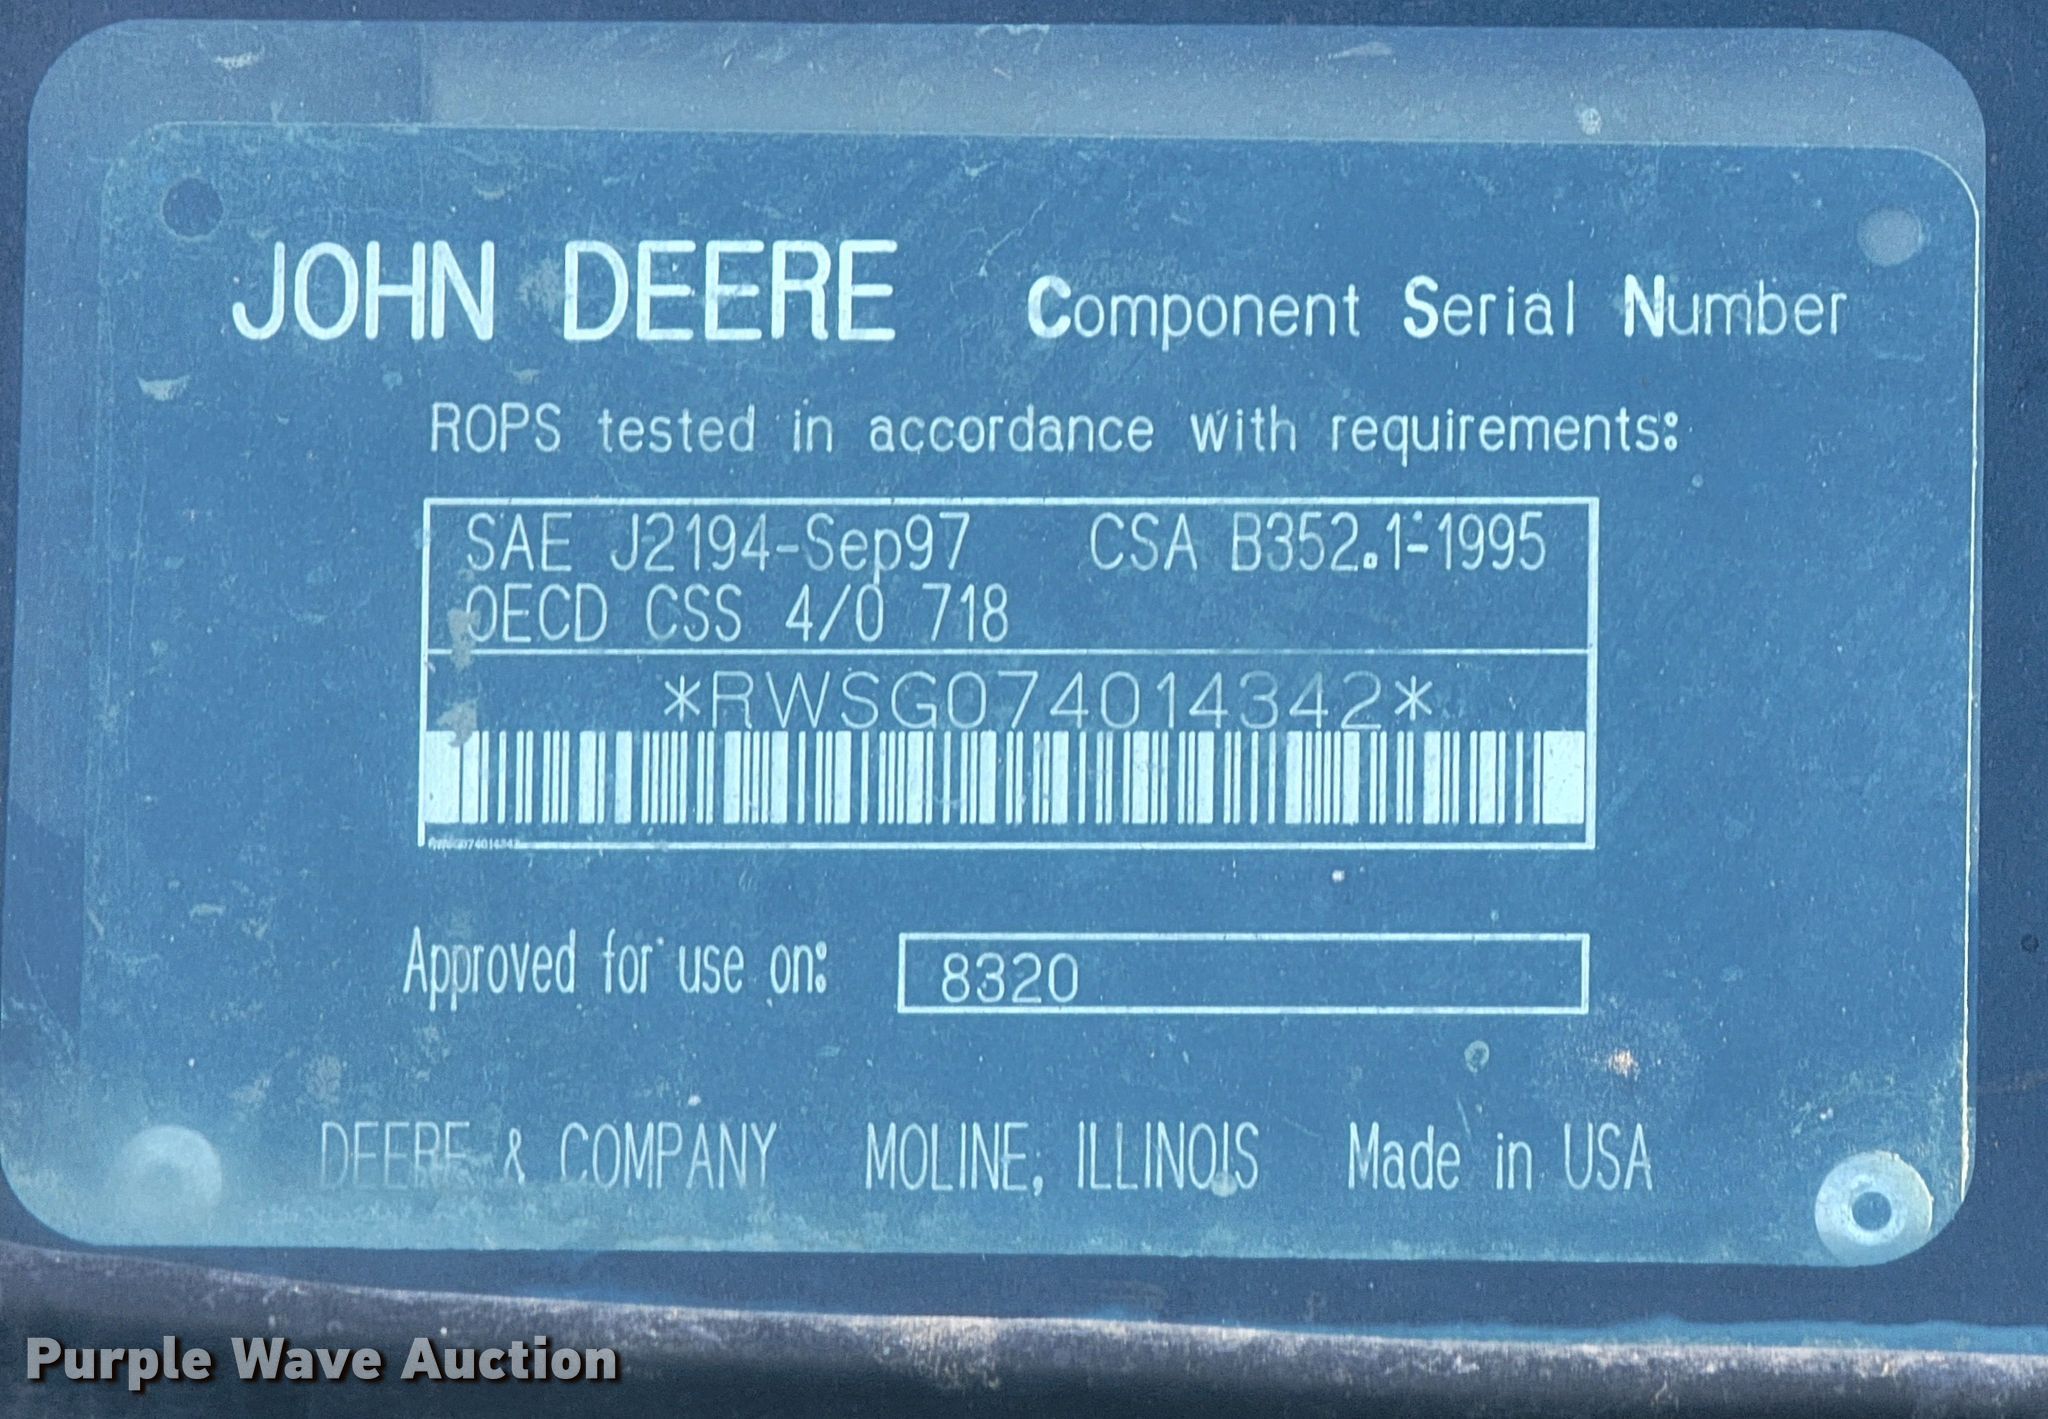 JOHN DEERE Component Serial Number
ROPS tested in accordance with requirements:
SAE J2194-Sep97 CSA B352.1-1995
OECD CSS 4/0 718
*RWSG074014342*
RWSG074014342
Approved for use on: 8320
DEERE & COMPANY MOLINE, ILLINOIS Made in USA
Purple Wave Auction